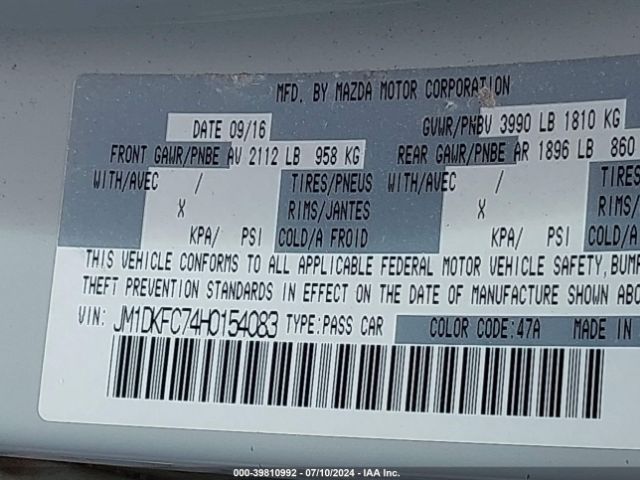 MFD. BY MAZDA MOTOR CORPORATION
DATE 09/16 GVWR/PNBV 3990 LB 1810 KG
FRONT GAWR/PNBE AV 2112 LB 958 KG REAR GAWR/PNBE AR 1896 LB 860
WITH/AVEC / TIRES/PNEUS WITH/AVEC / TIRES
X RIMS/JANTES X RIMS/
KPA/ PSI COLD/A FROID KPA/ PSI COLD/A
THIS VEHICLE CONFORMS TO ALL APPLICABLE FEDERAL MOTOR VEHICLE SAFETY, BUMP
THEFT PREVENTION STANDARDS IN EFFECT ON THE DATE OF MANUFACTURE SHOWN
VIN: JM1DKFC74H0154083 TYPE:PASS CAR COLOR CODE:47A MADE IN
000-39810992 - 07/10/2024 - IAA Inc.